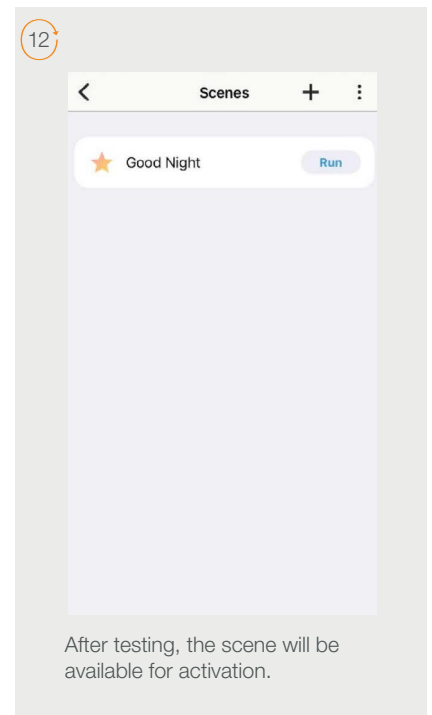 12
Scenes
Good Night Run
After testing, the scene will be
available for activation.